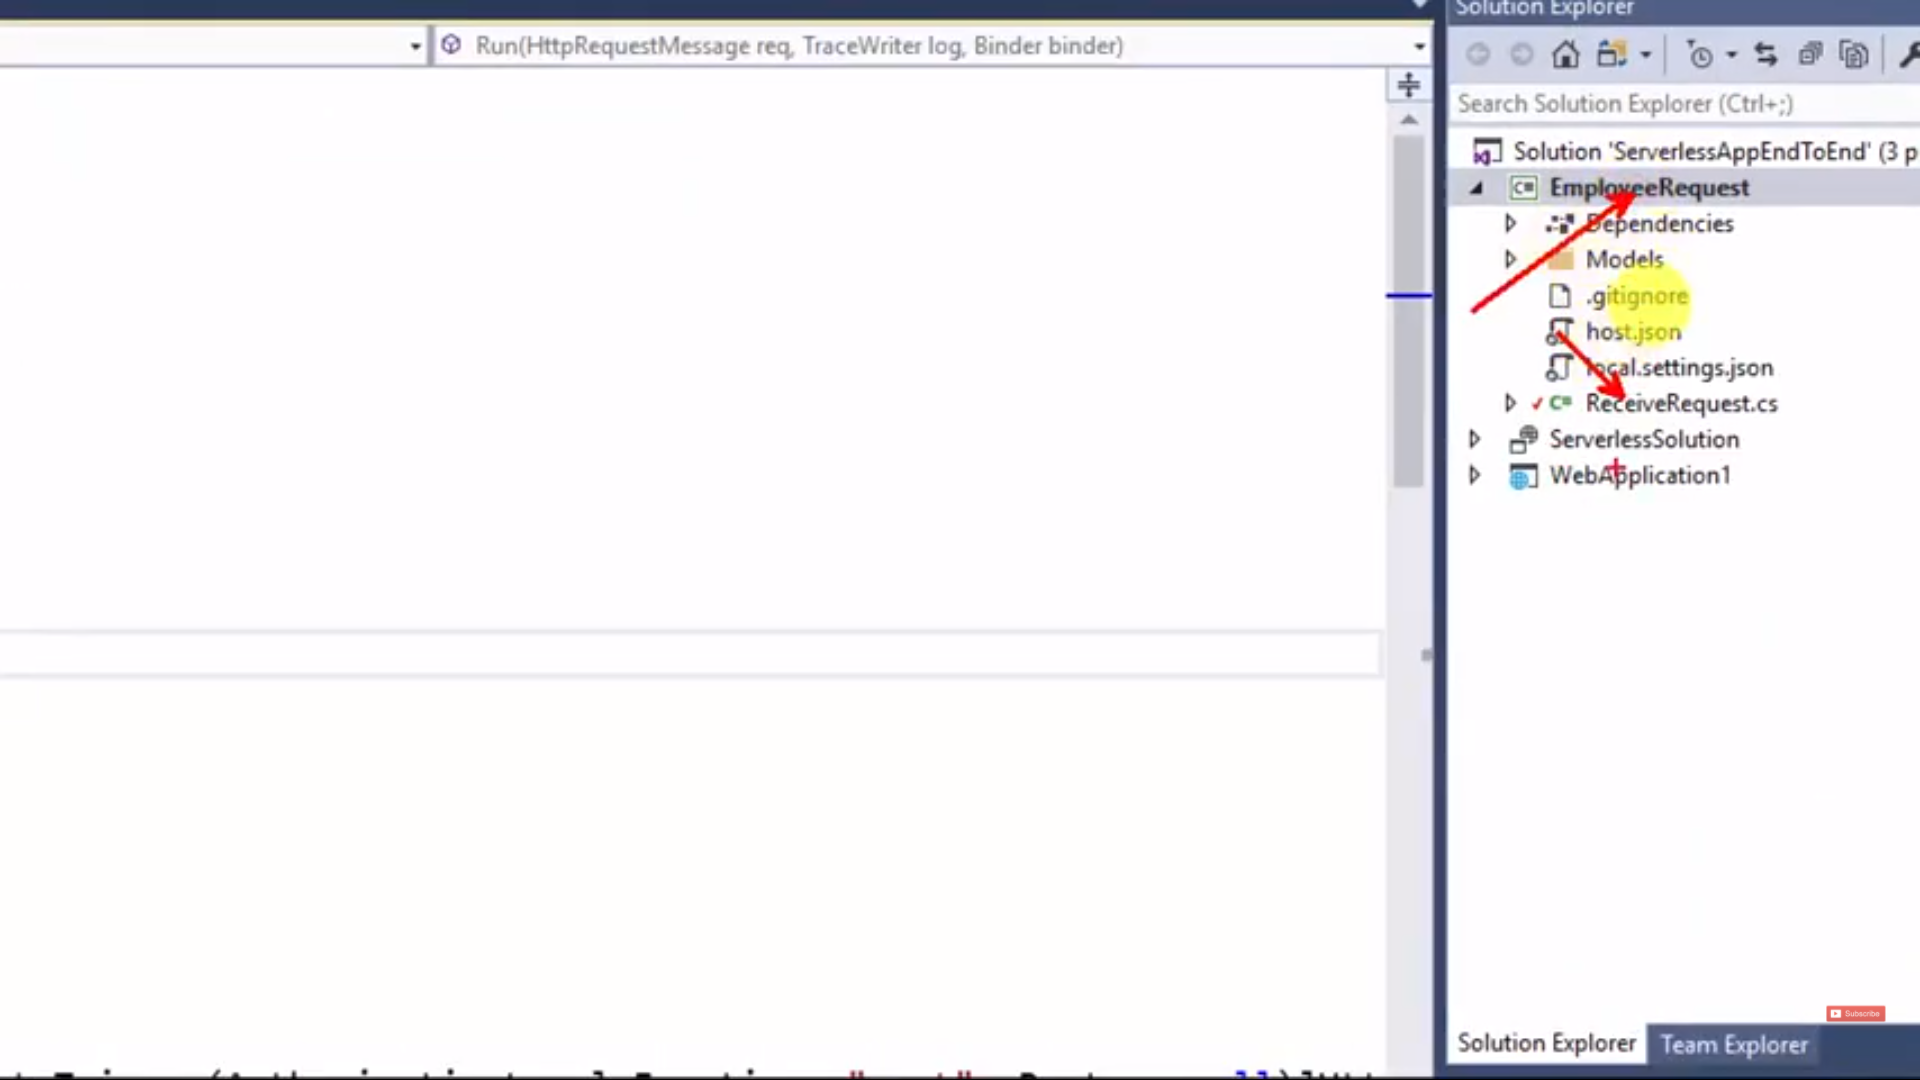 Solution Explorer
Run(HttpRequestMessage req, TraceWriter log, Binder binder)
Search Solution Explorer (Ctrl+;)
Solution 'ServerlessAppEndToEnd' (3 p
EmployeeRequest
Dependencies
Models
.gitignore
host.json
local.settings.json
C# ReceiveRequest.cs
ServerlessSolution
WebApplication1
Subscribe
Solution Explorer Team Explorer